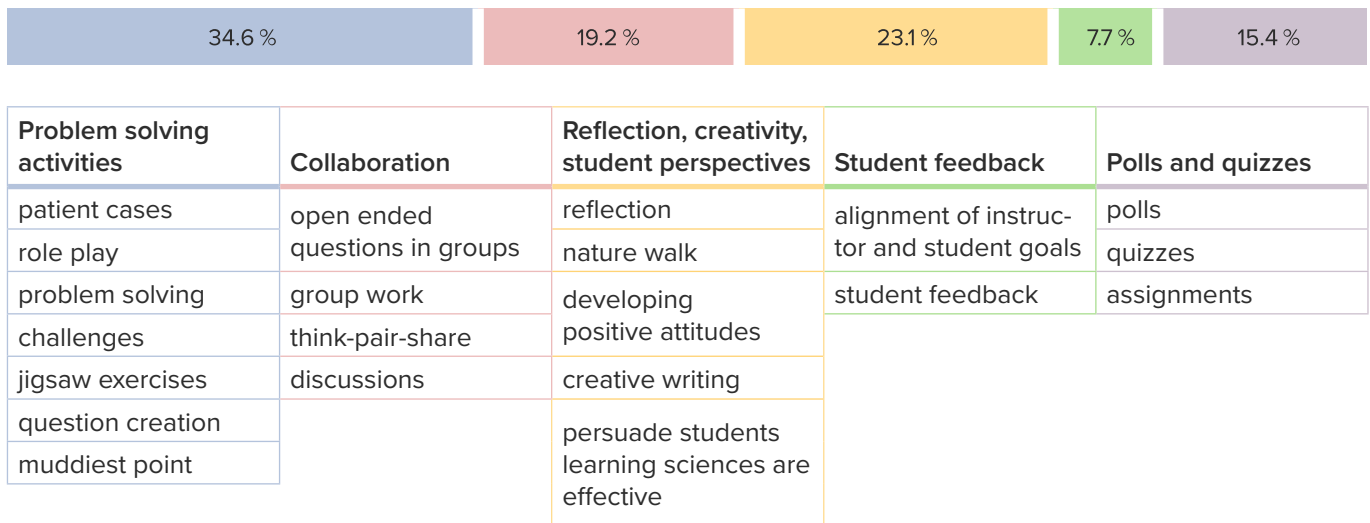 34.6 %
19.2 %
23.1 %
7.7 %
15.4 %
Problem solving
activities
Collaboration
Reflection, creativity,
student perspectives
Student feedback
Polls and quizzes
patient cases
role play
problem solving
challenges
jigsaw exercises
question creation
muddiest point
open ended
questions in groups
group work
think-pair-share
discussions
reflection
nature walk
developing
positive attitudes
creative writing
persuade students
learning sciences are
effective
alignment of instruc-
tor and student goals
student feedback
polls
quizzes
assignments